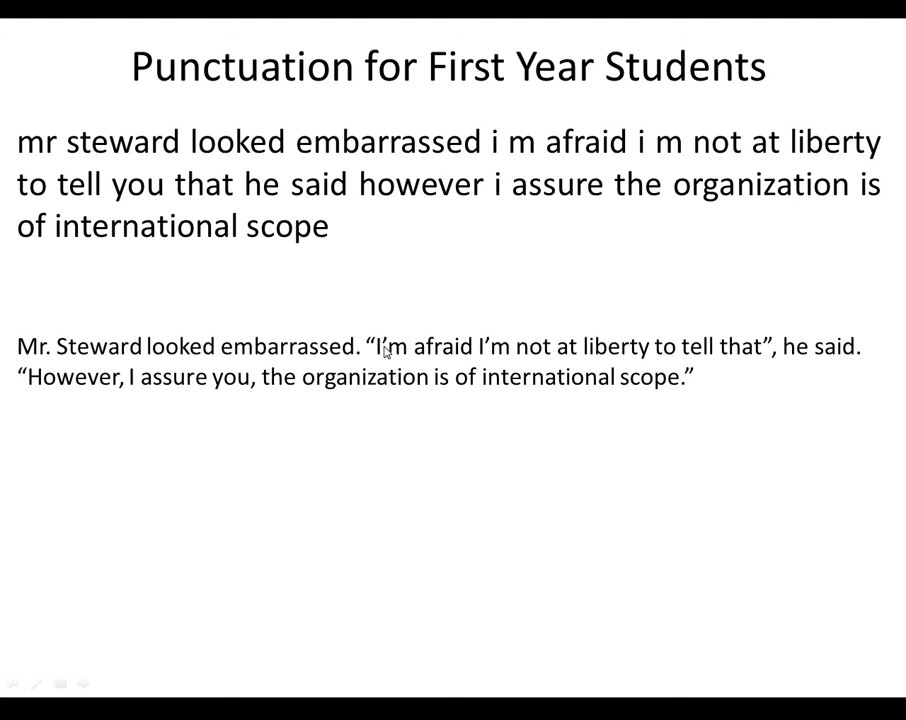 Punctuation for First Year Students
mr steward looked embarrassed i m afraid i m not at liberty
to tell you that he said however i assure the organization is
of international scope
Mr. Steward looked embarrassed. “I’m afraid I’m not at liberty to tell that”, he said.
“However, I assure you, the organization is of international scope.”